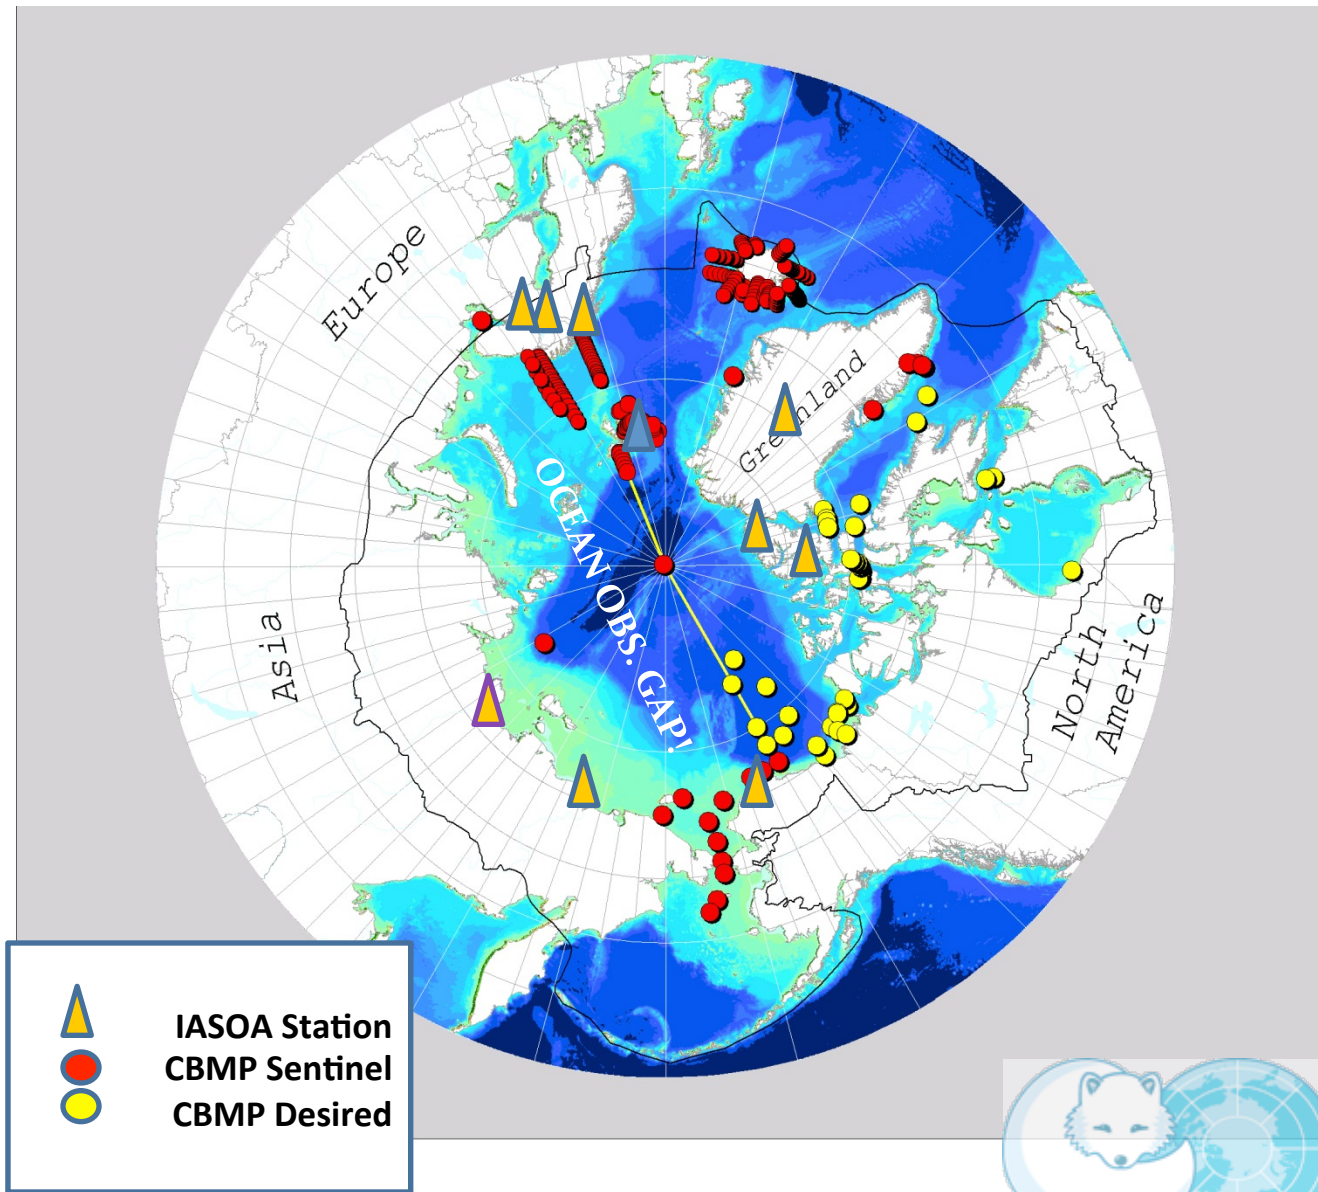 Europe
Greenland
OCEAN OBS. GAP!
Asia
North
America
IASOA Station
CBMP Sentinel
CBMP Desired